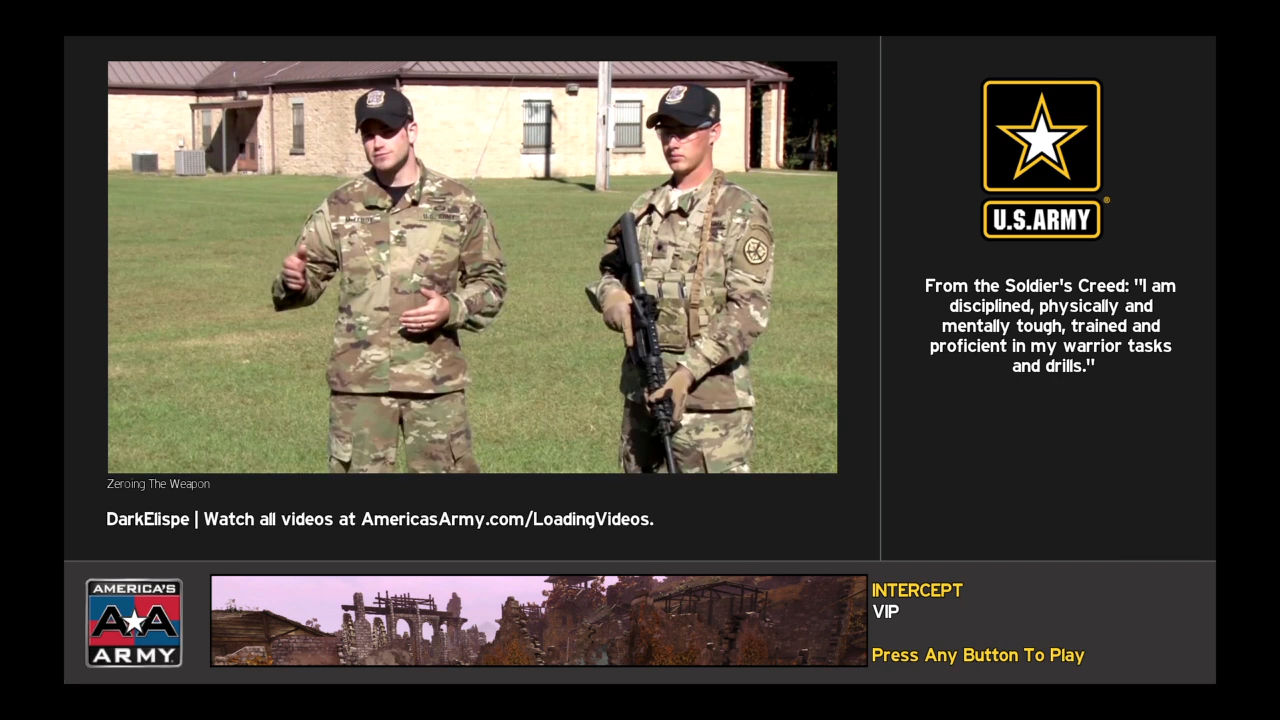 U.S. ARMY
Zeroing The Weapon
DarkElispe | Watch all videos at AmericasArmy.com/LoadingVideos.
U.S.ARMY
®
From the Soldier's Creed: "I am
disciplined, physically and
mentally tough, trained and
proficient in my warrior tasks
and drills."
AMERICA'S
AA
ARMY
INTERCEPT
VIP
Press Any Button To Play